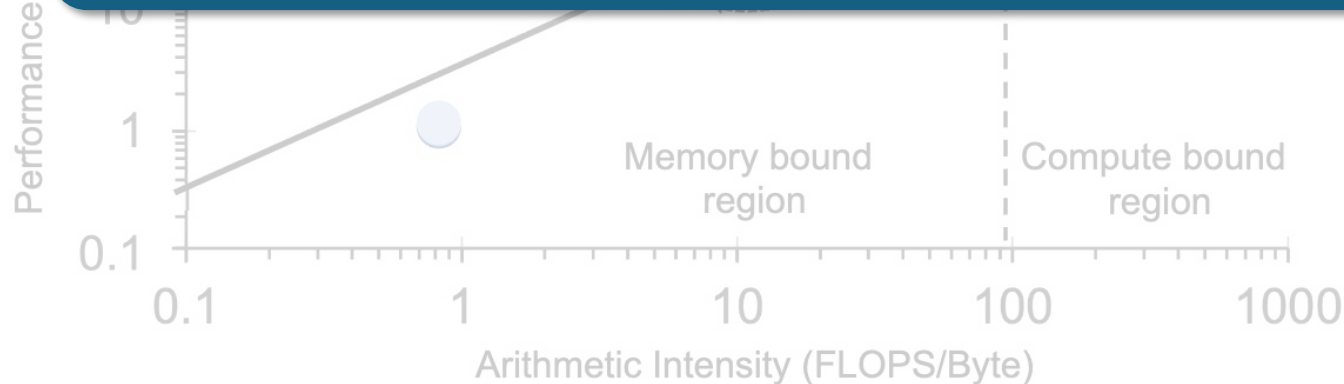 Performance
10
1
0.1
Memory bound
region
Compute bound
region
0.1 1 10 100 1000
Arithmetic Intensity (FLOPS/Byte)